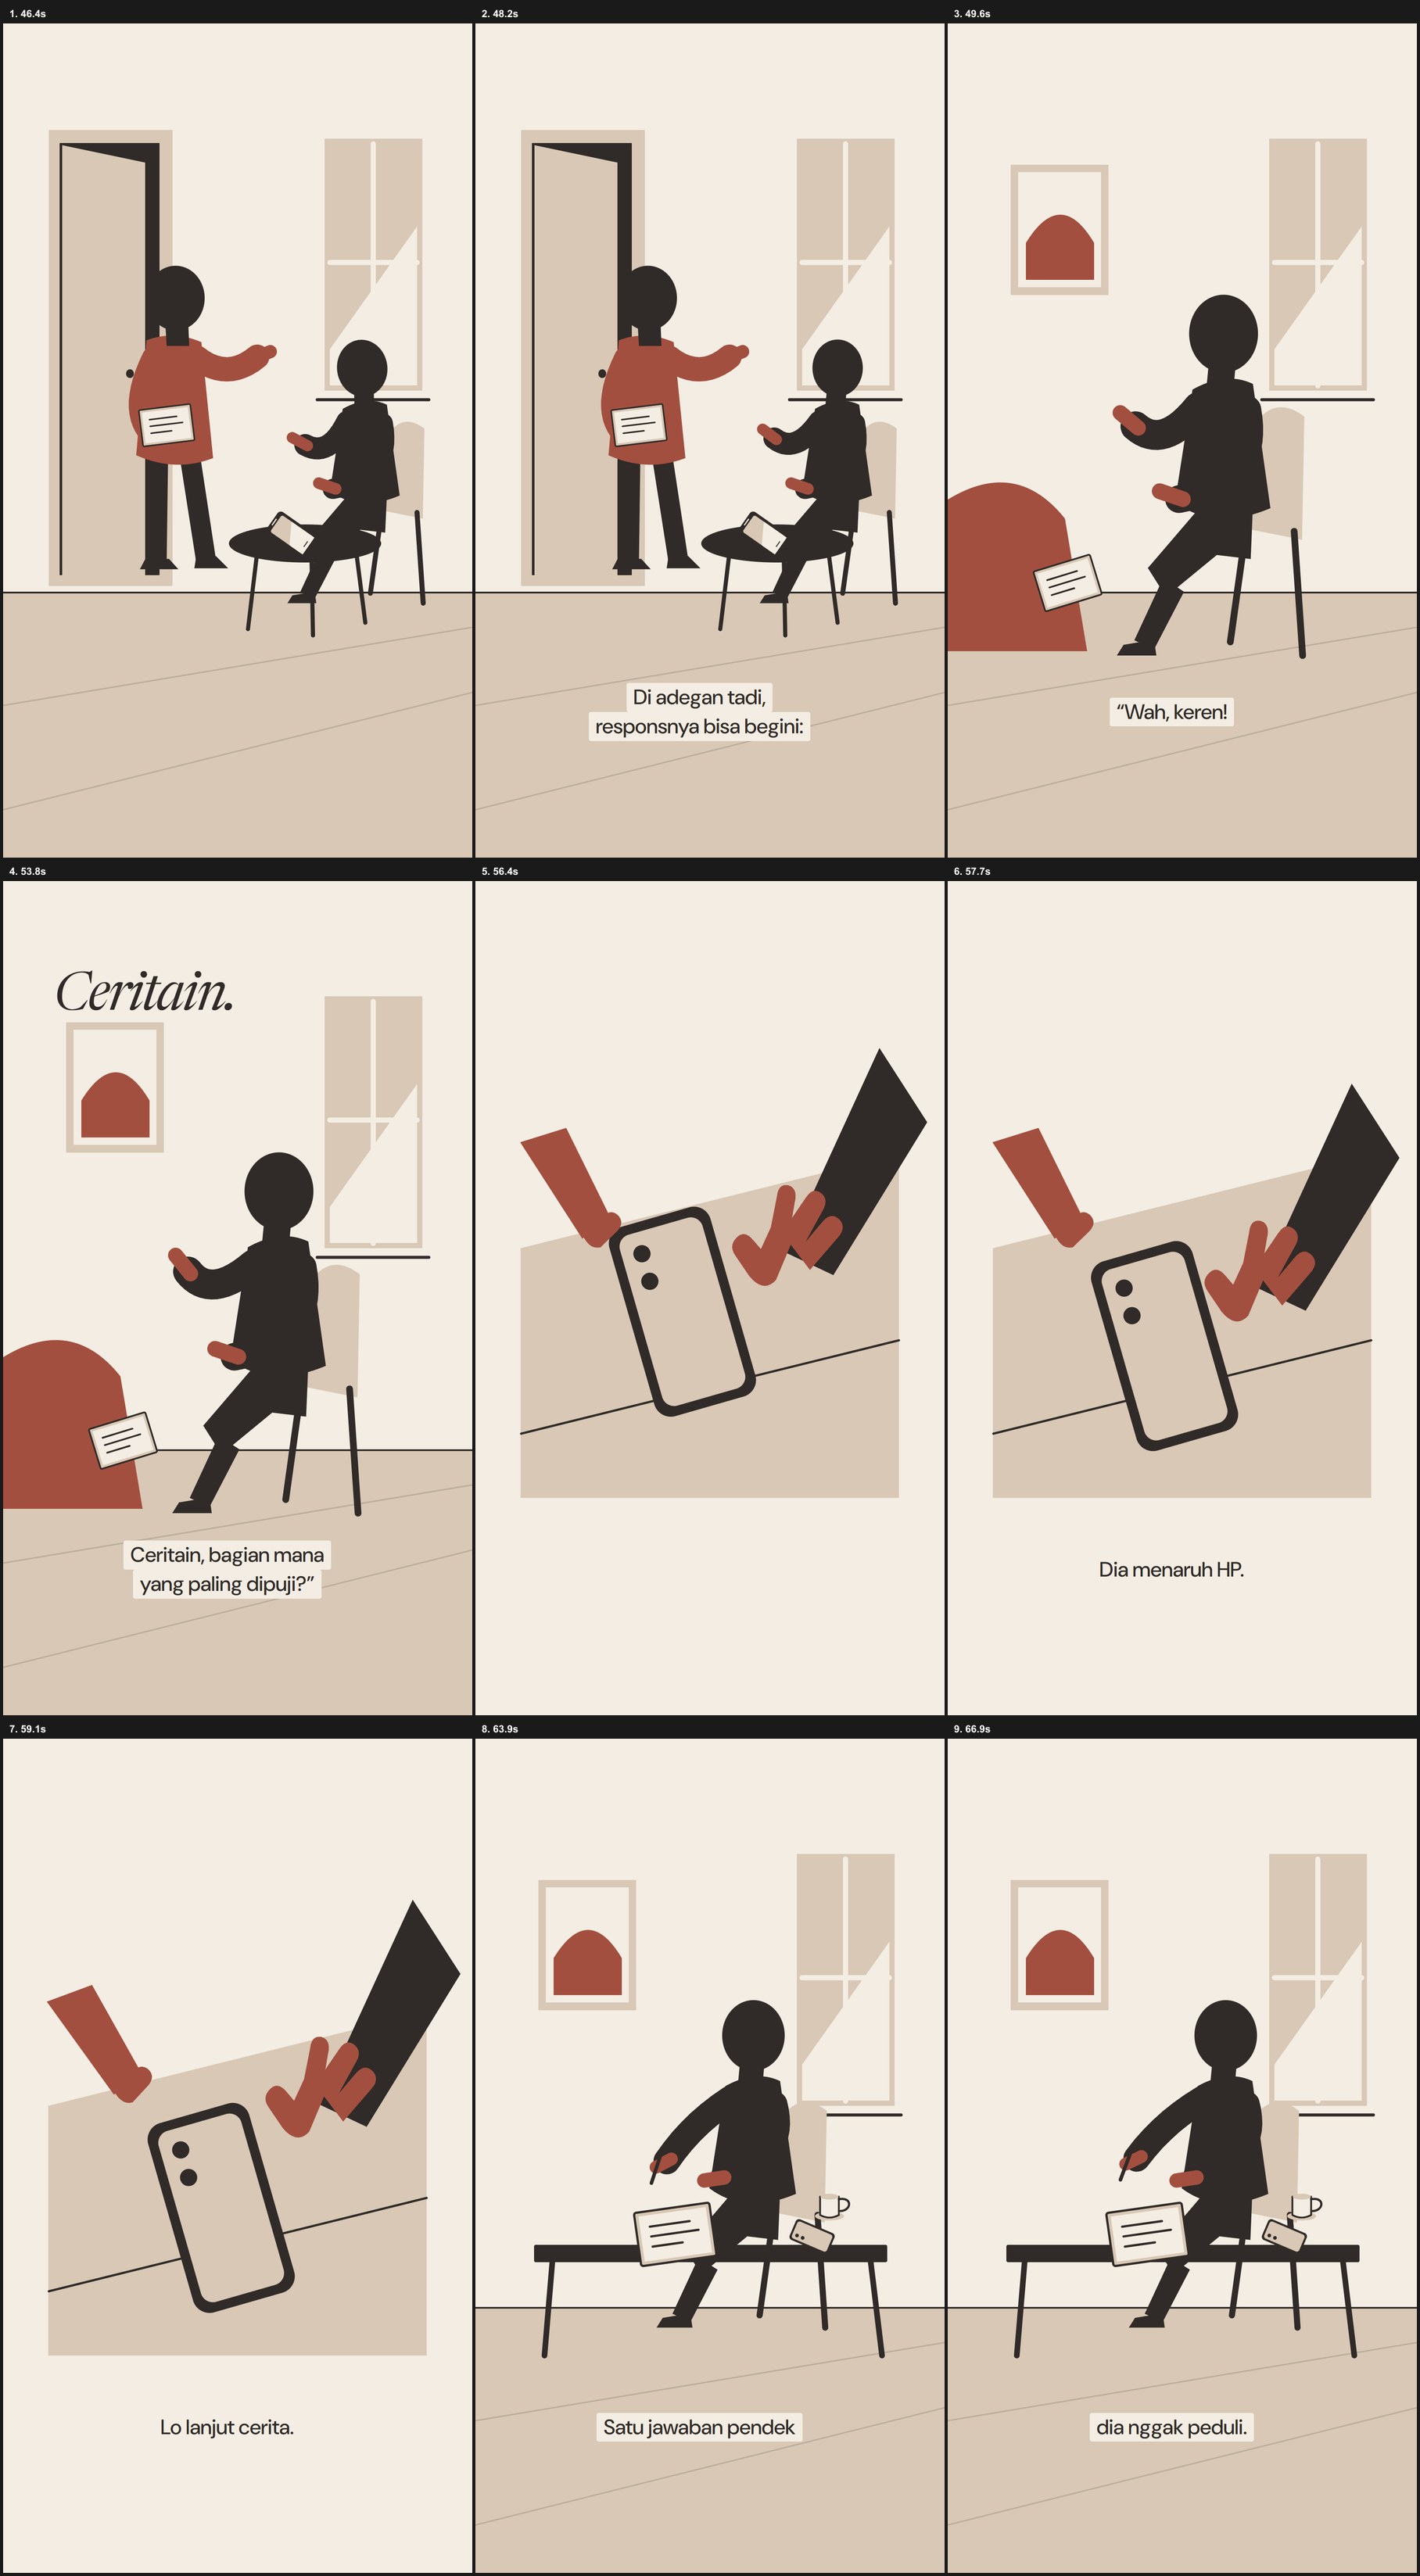 1. 46.4s
2. 48.2s
3. 49.6s
Di adegan tadi,
responsnya bisa begini:
“Wah, keren!
4. 53.8s
5. 56.4s
6. 57.7s
Ceritain.
Ceritain, bagian mana
yang paling dipuji?”
Dia menaruh HP.
7. 59.1s
8. 63.9s
9. 66.9s
Lo lanjut cerita.
Satu jawaban pendek
dia nggak peduli.